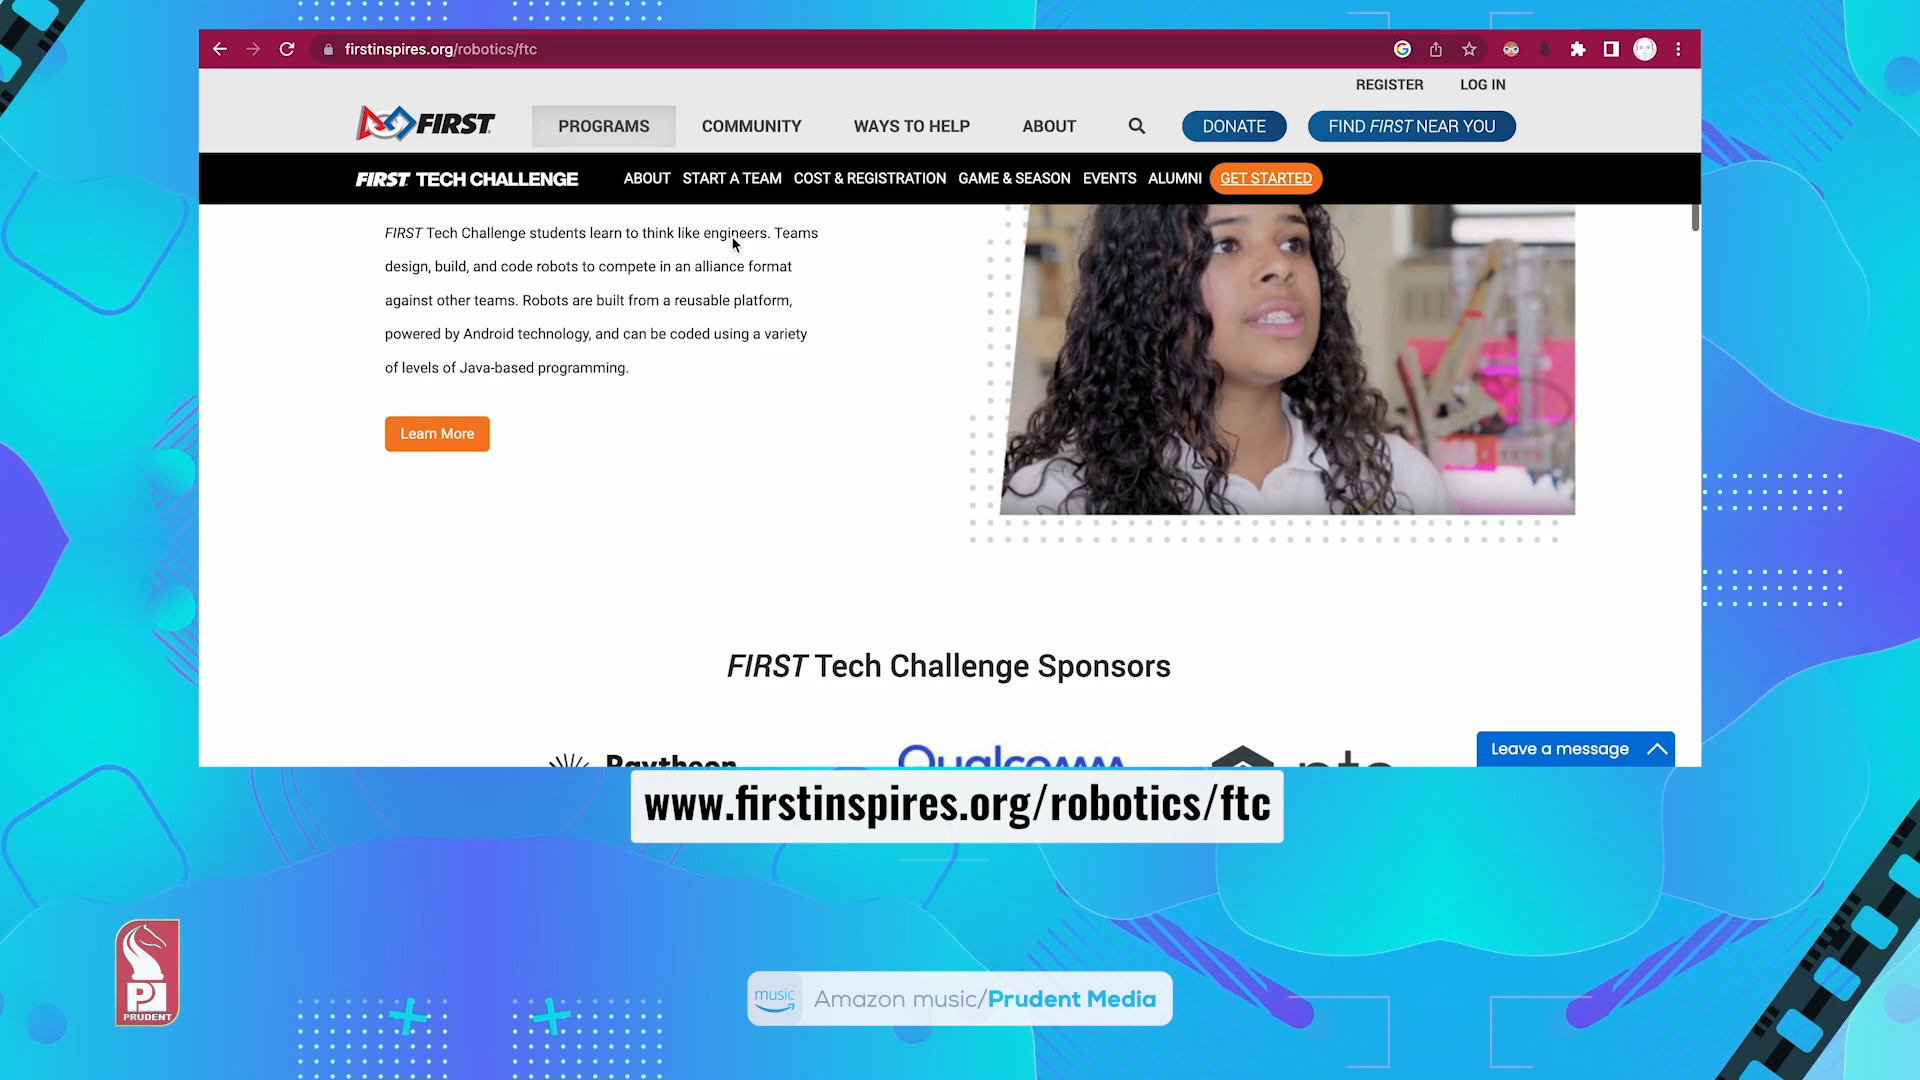 firstinspires.org/robotics/ftc
REGISTER LOG IN
FIRST PROGRAMS COMMUNITY WAYS TO HELP ABOUT DONATE FIND FIRST NEAR YOU
FIRST TECH CHALLENGE ABOUT START A TEAM COST & REGISTRATION GAME & SEASON EVENTS ALUMNI GET STARTED
FIRST Tech Challenge students learn to think like engineers. Teams
design, build, and code robots to compete in an alliance format
against other teams. Robots are built from a reusable platform,
powered by Android technology, and can be coded using a variety
of levels of Java-based programming.
Learn More
FIRST Tech Challenge Sponsors
Raytheon Qualcomm ptc
Leave a message
www.firstinspires.org/robotics/ftc
P
PRUDENT
music Amazon music/Prudent Media